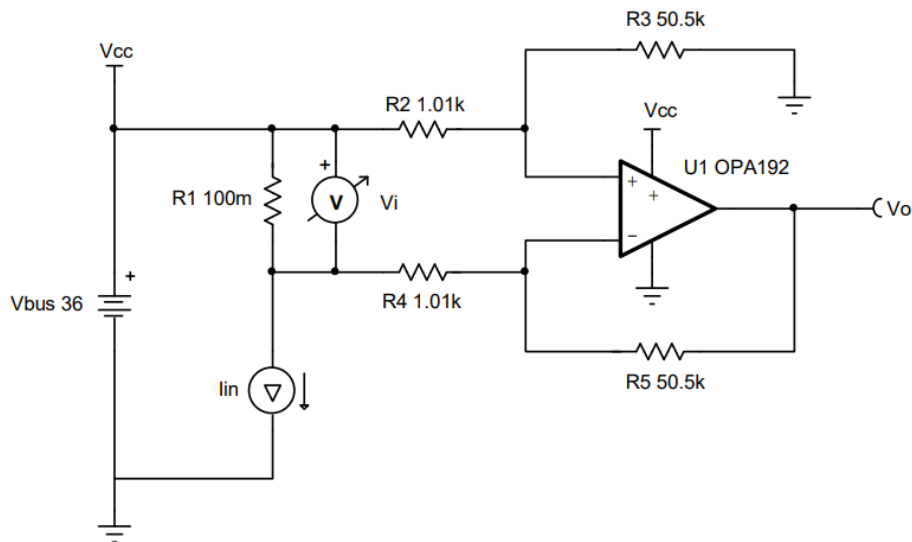 R3 50.5k
Vcc
R2 1.01k
Vcc
U1 OPA192
+
R1 100m
V
Vi
+
+
Vo
−
+
Vbus 36
R4 1.01k
R5 50.5k
Iin